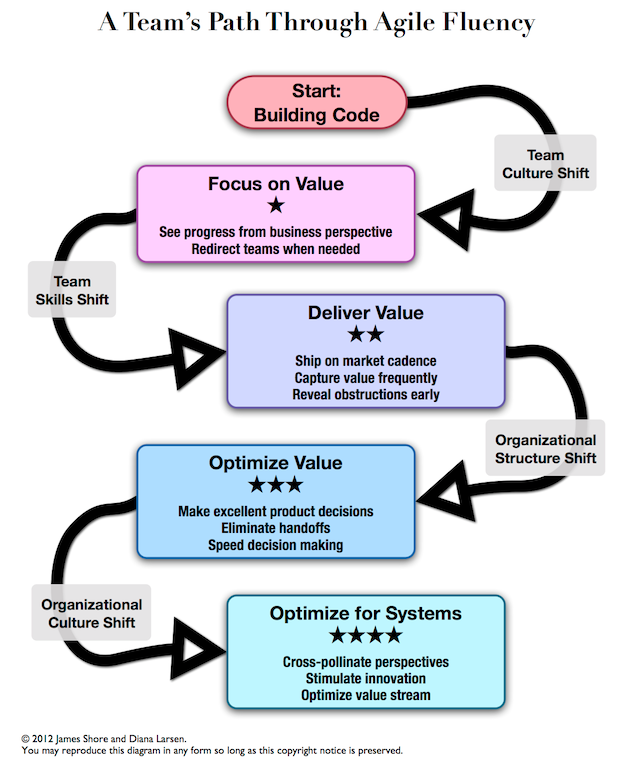 A Team's Path Through Agile Fluency
Start:
Building Code
Team
Culture Shift
Focus on Value
★
See progress from business perspective
Redirect teams when needed
Team
Skills Shift
Deliver Value
★★
Ship on market cadence
Capture value frequently
Reveal obstructions early
Organizational
Structure Shift
Optimize Value
★★★
Make excellent product decisions
Eliminate handoffs
Speed decision making
Organizational
Culture Shift
Optimize for Systems
★★★★
Cross-pollinate perspectives
Stimulate innovation
Optimize value stream
© 2012 James Shore and Diana Larsen.
You may reproduce this diagram in any form so long as this copyright notice is preserved.